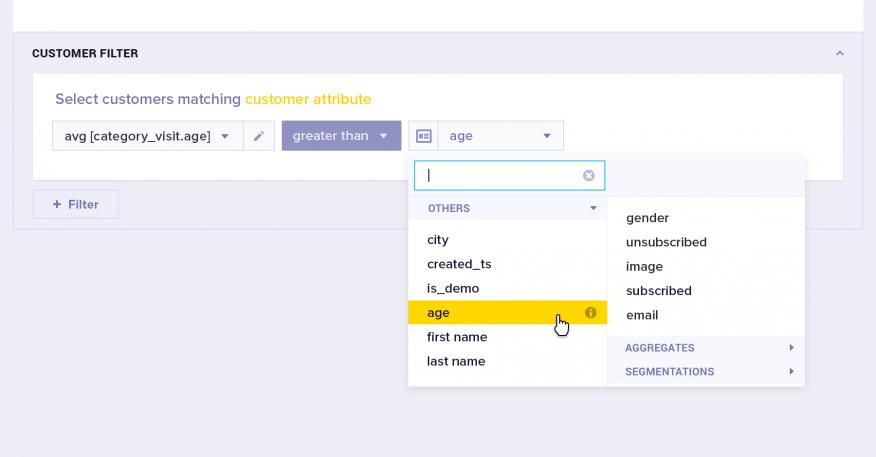 CUSTOMER FILTER
Select customers matching customer attribute
avg [category_visit.age] greater than age
+ Filter
OTHERS
city
created_ts
is_demo
age
first name
last name
gender
unsubscribed
image
subscribed
email
AGGREGATES
SEGMENTATIONS